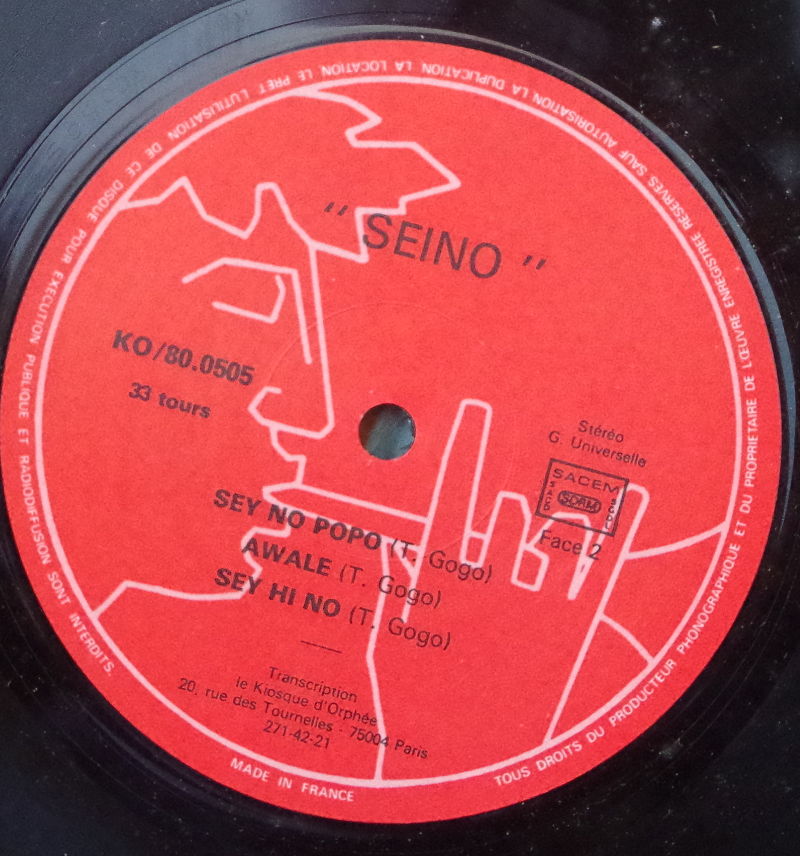 " SEINO "
KO/80.0505
33 tours
Stéréo
G. Universelle
SACEM
SACD
SDRM
SCDL
Face 2
SEY NO POPO (T. Gogo)
AWALE (T. Gogo)
SEY HI NO (T. Gogo)
Transcription
le Kiosque d'Orphée
20, rue des Tournelles - 75004 Paris
271-42-21
MADE IN FRANCE
TOUS DROITS DU PRODUCTEUR PHONOGRAPHIQUE ET DU PROPRIETAIRE DE L'ŒUVRE ENREGISTREE RESERVES SAUF AUTORISATION LA DUPLICATION LA LOCATION, LE PRET L'UTILISATION DE CE DISQUE POUR EXECUTION PUBLIQUE ET RADIODIFFUSION SONT INTERDITS.